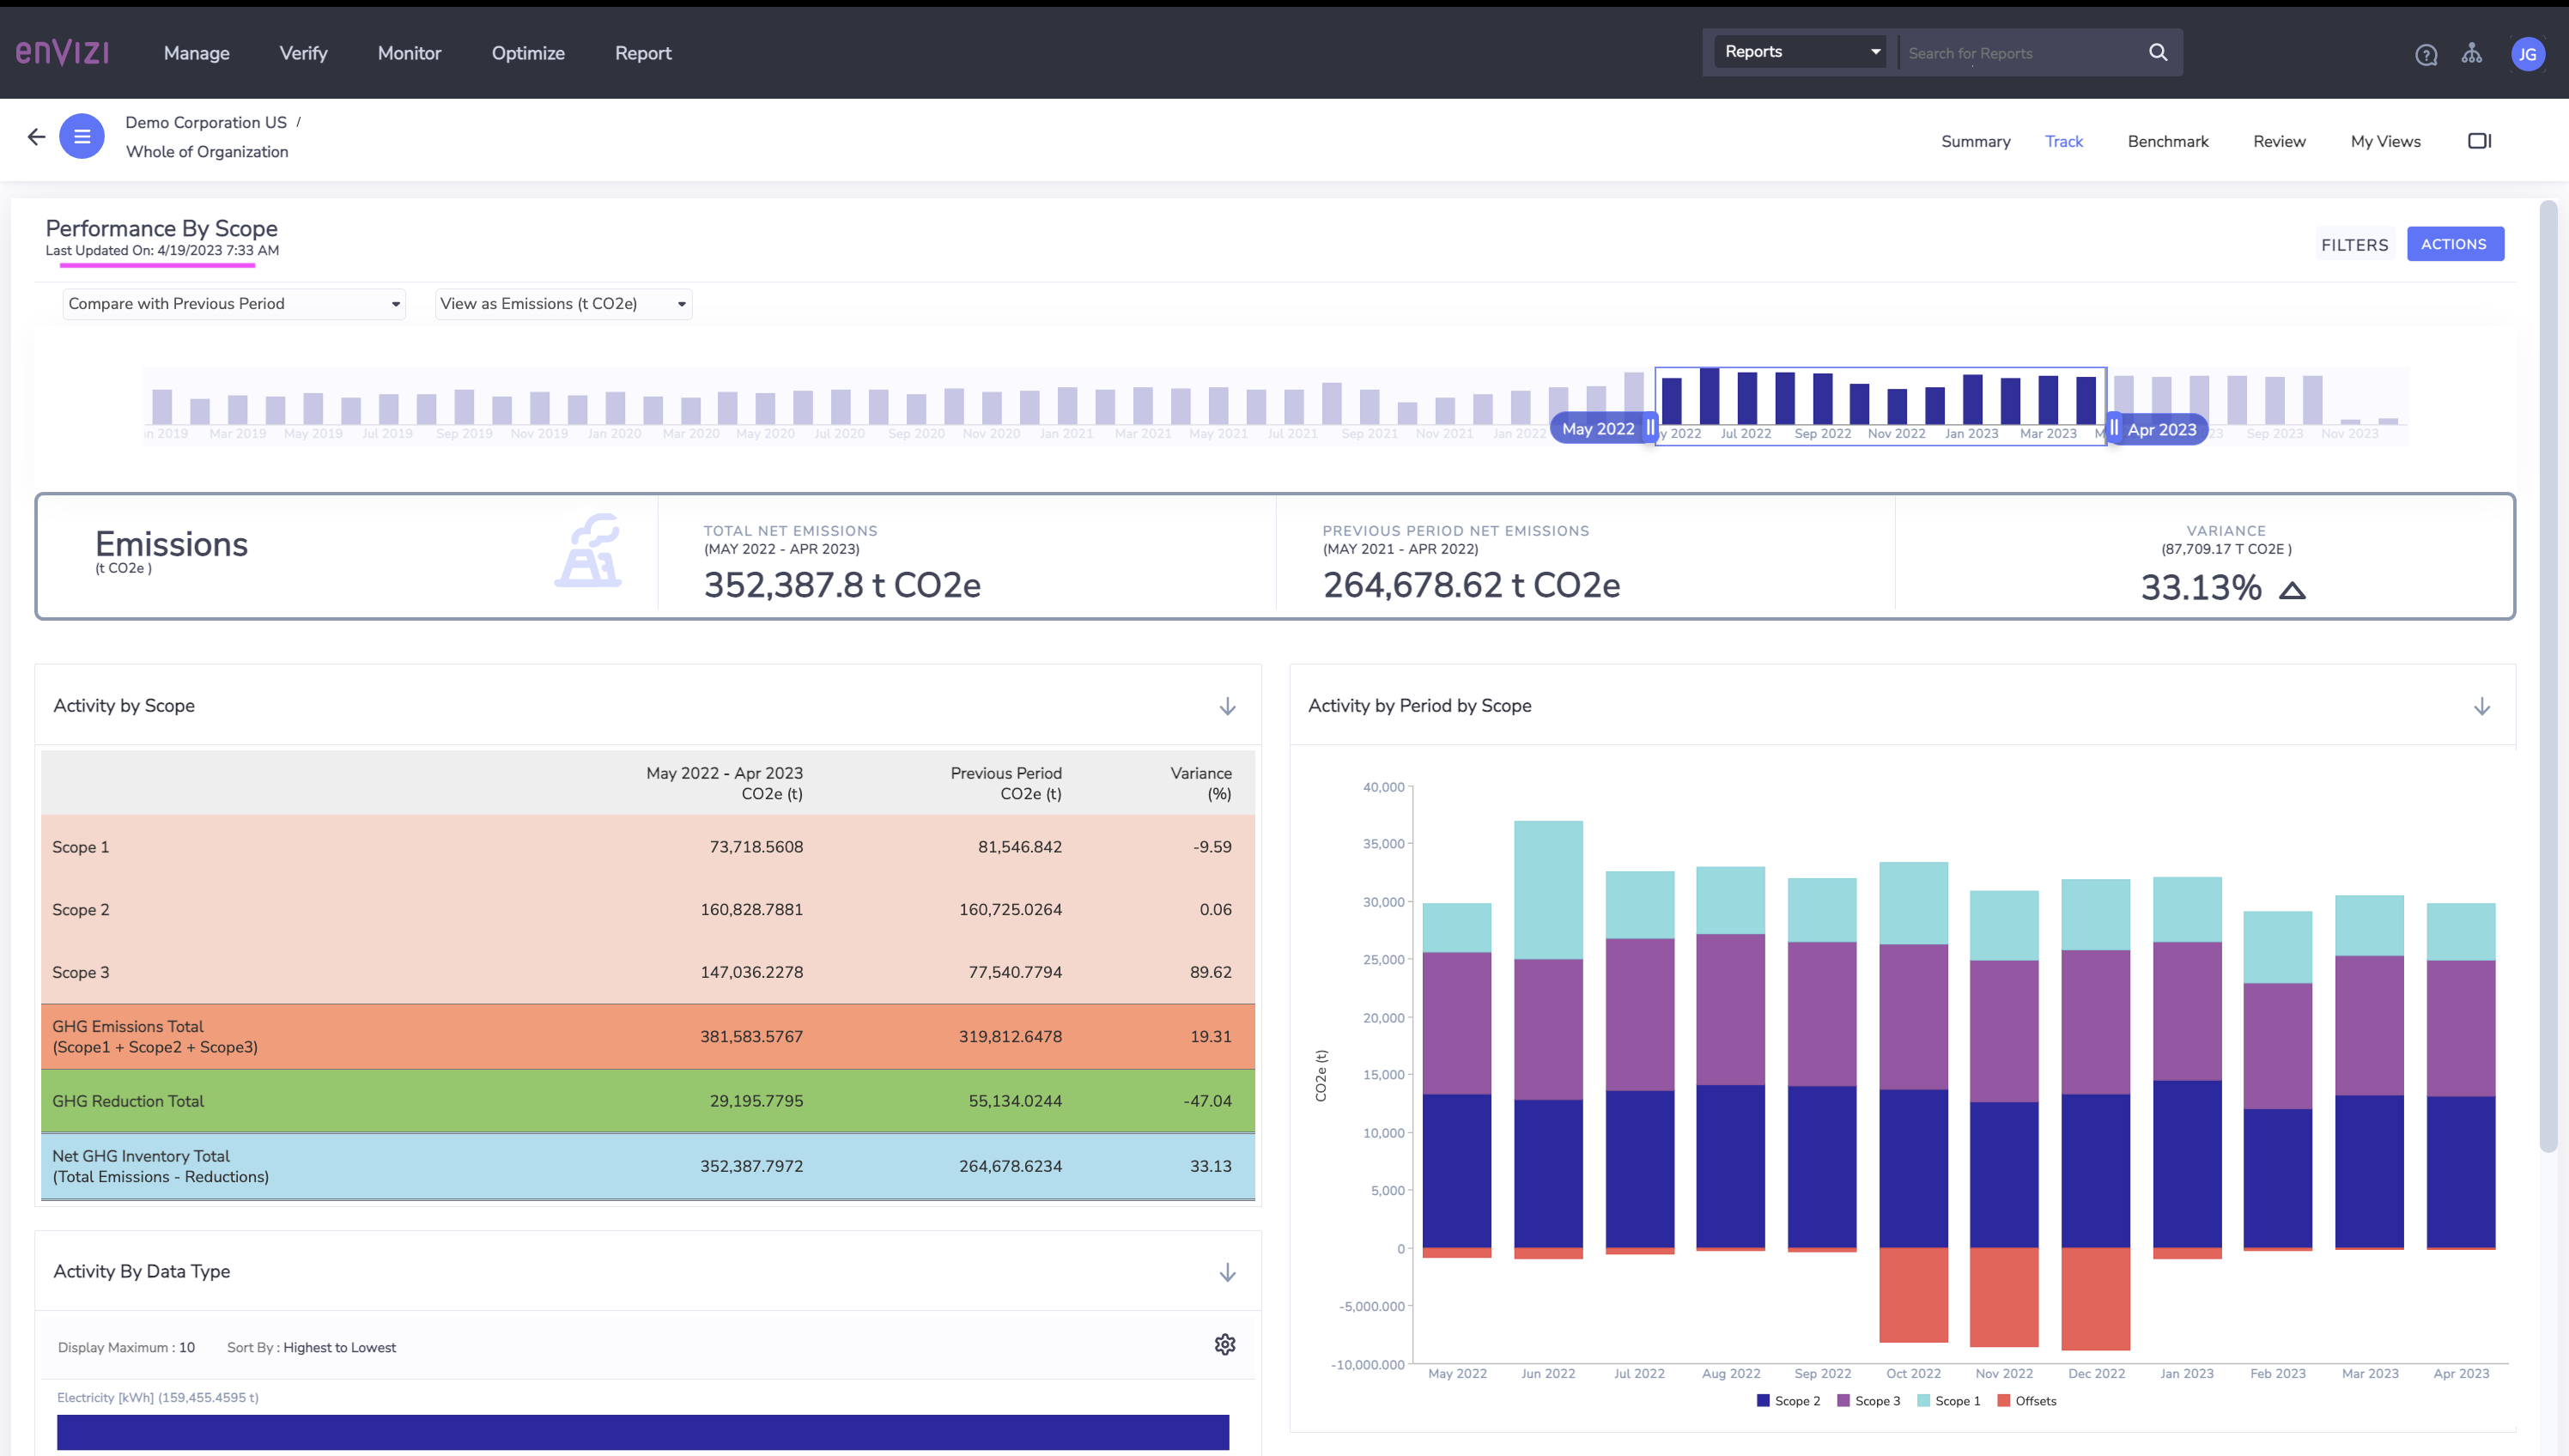 enVIZI
Manage
Verify
Monitor
Optimize
Report
Reports
Search for Reports
JG
Demo Corporation US /
Whole of Organization
Summary
Track
Benchmark
Review
My Views
Performance By Scope
Last Updated On: 4/19/2023 7:33 AM
FILTERS
ACTIONS
Compare with Previous Period
View as Emissions (t CO2e)
n 2019 Mar 2019 May 2019 Jul 2019 Sep 2019 Nov 2019 Jan 2020 Mar 2020 May 2020 Jul 2020 Sep 2020 Nov 2020 Jan 2021 Mar 2021 May 2021 Jul 2021 Sep 2021 Nov 2021 Jan 2022 May 2022 y 2022 Jul 2022 Sep 2022 Nov 2022 Jan 2023 Mar 2023 M Apr 2023 23 Sep 2023 Nov 2023
Emissions
(t CO2e )
TOTAL NET EMISSIONS
(MAY 2022 - APR 2023)
352,387.8 t CO2e
PREVIOUS PERIOD NET EMISSIONS
(MAY 2021 - APR 2022)
264,678.62 t CO2e
VARIANCE
(87,709.17 T CO2E )
33.13%
Activity by Scope
May 2022 - Apr 2023 Previous Period Variance
CO2e (t) CO2e (t) (%)
Scope 1 73,718.5608 81,546.842 -9.59
Scope 2 160,828.7881 160,725.0264 0.06
Scope 3 147,036.2278 77,540.7794 89.62
GHG Emissions Total
(Scope1 + Scope2 + Scope3) 381,583.5767 319,812.6478 19.31
GHG Reduction Total 29,195.7795 55,134.0244 -47.04
Net GHG Inventory Total
(Total Emissions - Reductions) 352,387.7972 264,678.6234 33.13
Activity By Data Type
Display Maximum : 10 Sort By : Highest to Lowest
Electricity [kWh] (159,455.4595 t)
Activity by Period by Scope
40,000
35,000
30,000
25,000
20,000
15,000
10,000
5,000
0
-5,000.000
-10,000.000
CO2e (t)
May 2022 Jun 2022 Jul 2022 Aug 2022 Sep 2022 Oct 2022 Nov 2022 Dec 2022 Jan 2023 Feb 2023 Mar 2023 Apr 2023
Scope 2 Scope 3 Scope 1 Offsets